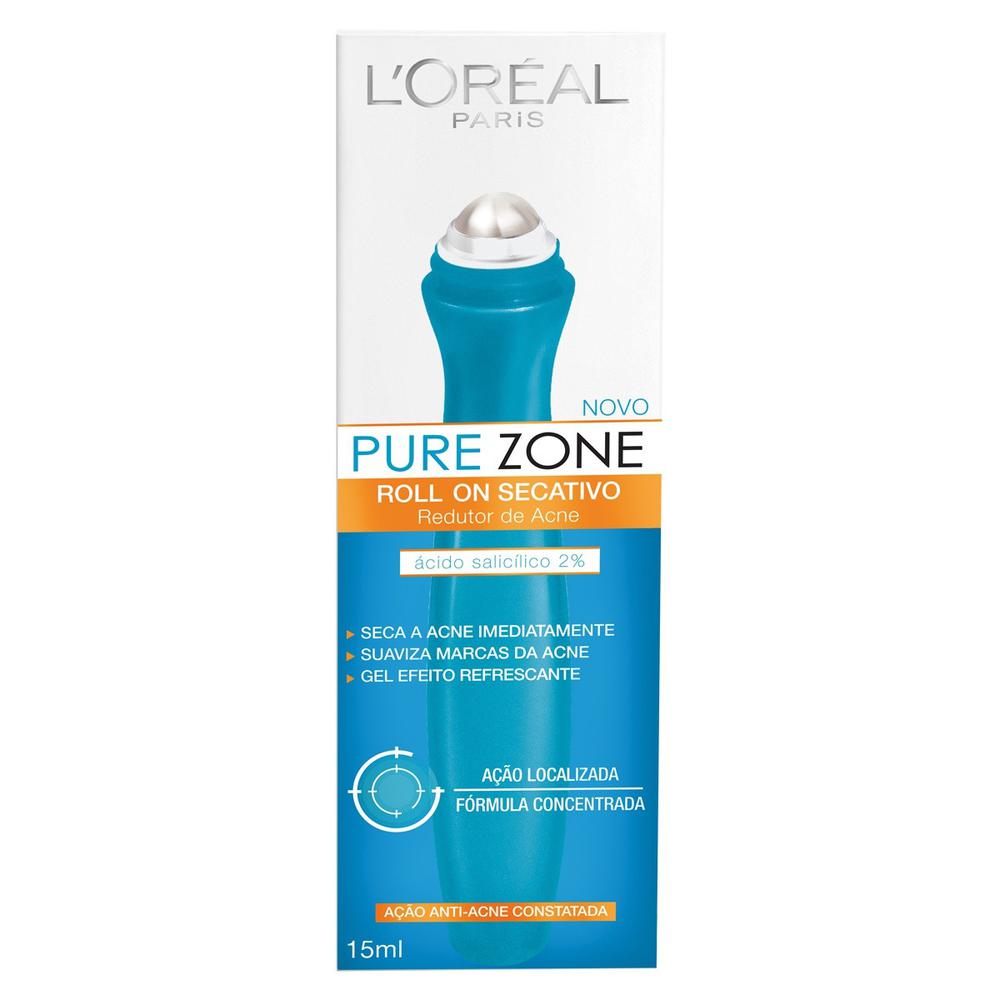 L'ORÉAL
PARiS
NOVO
PURE ZONE
ROLL ON SECATIVO
Redutor de Acne
ácido salicílico 2%
SECA A ACNE IMEDIATAMENTE
SUAVIZA MARCAS DA ACNE
GEL EFEITO REFRESCANTE
AÇÃO LOCALIZADA
FÓRMULA CONCENTRADA
AÇÃO ANTI-ACNE CONSTATADA
15ml